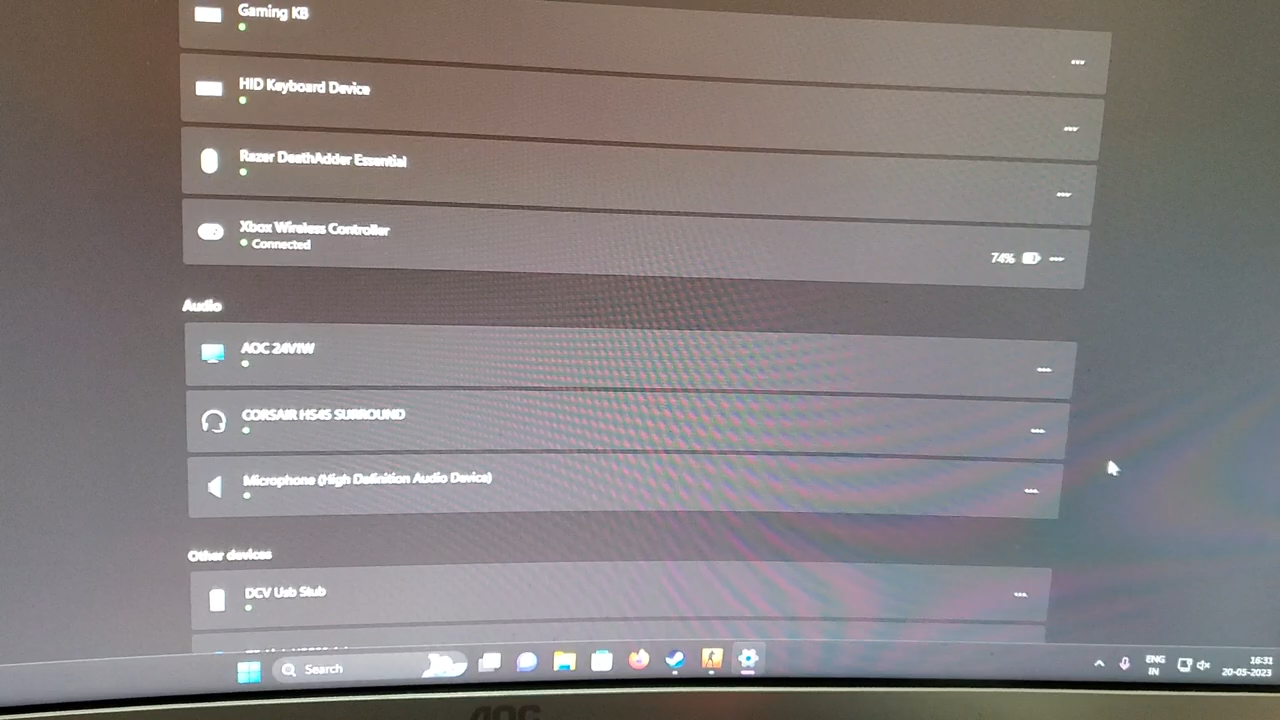 Gaming KB
HID Keyboard Device
Razer DeathAdder Essential
Xbox Wireless Controller
Connected
74%
Audio
AOC 24V1W
CORSAIR HS45 SURROUND
Microphone (High Definition Audio Device)
Other devices
DCV Usb Stub
Search
ENG
IN
16:31
20-05-2023
AOC